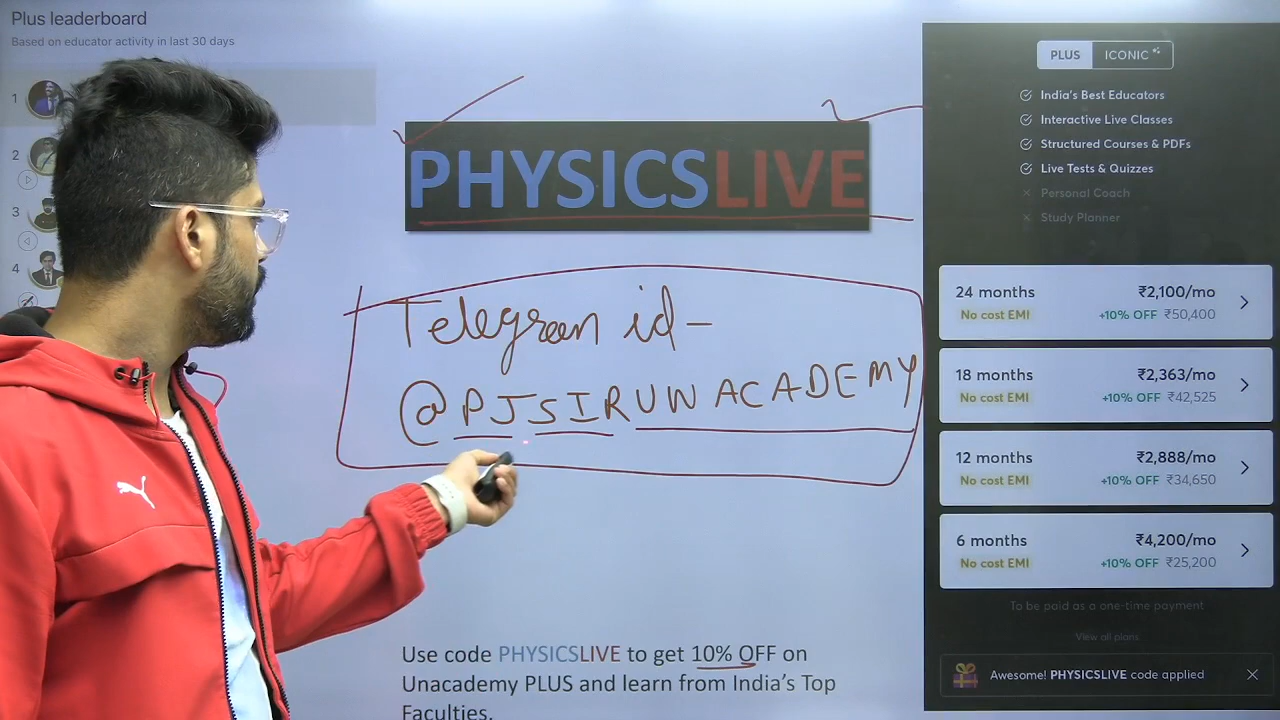 Plus leaderboard
Based on educator activity in last 30 days
1
2
3
4
PHYSICSLIVE
Telegram id-
@PJSIRUNACADEMY
Use code PHYSICSLIVE to get 10% OFF on
Unacademy PLUS and learn from India's Top
Faculties.
PLUS ICONIC
India's Best Educators
Interactive Live Classes
Structured Courses & PDFs
Live Tests & Quizzes
Personal Coach
Study Planner
24 months ₹2,100/mo
No cost EMI +10% OFF ₹50,400
18 months ₹2,363/mo
No cost EMI +10% OFF ₹42,525
12 months ₹2,888/mo
No cost EMI +10% OFF ₹34,650
6 months ₹4,200/mo
No cost EMI +10% OFF ₹25,200
To be paid as a one-time payment
View all plans
Awesome! PHYSICSLIVE code applied